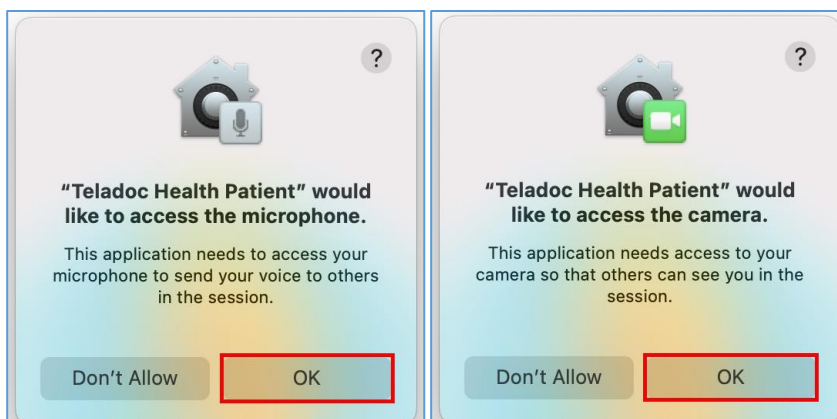 ?
“Teladoc Health Patient” would
like to access the microphone.
This application needs to access your
microphone to send your voice to others
in the session.
Don’t Allow
OK
?
“Teladoc Health Patient” would
like to access the camera.
This application needs access to your
camera so that others can see you in the
session.
Don’t Allow
OK